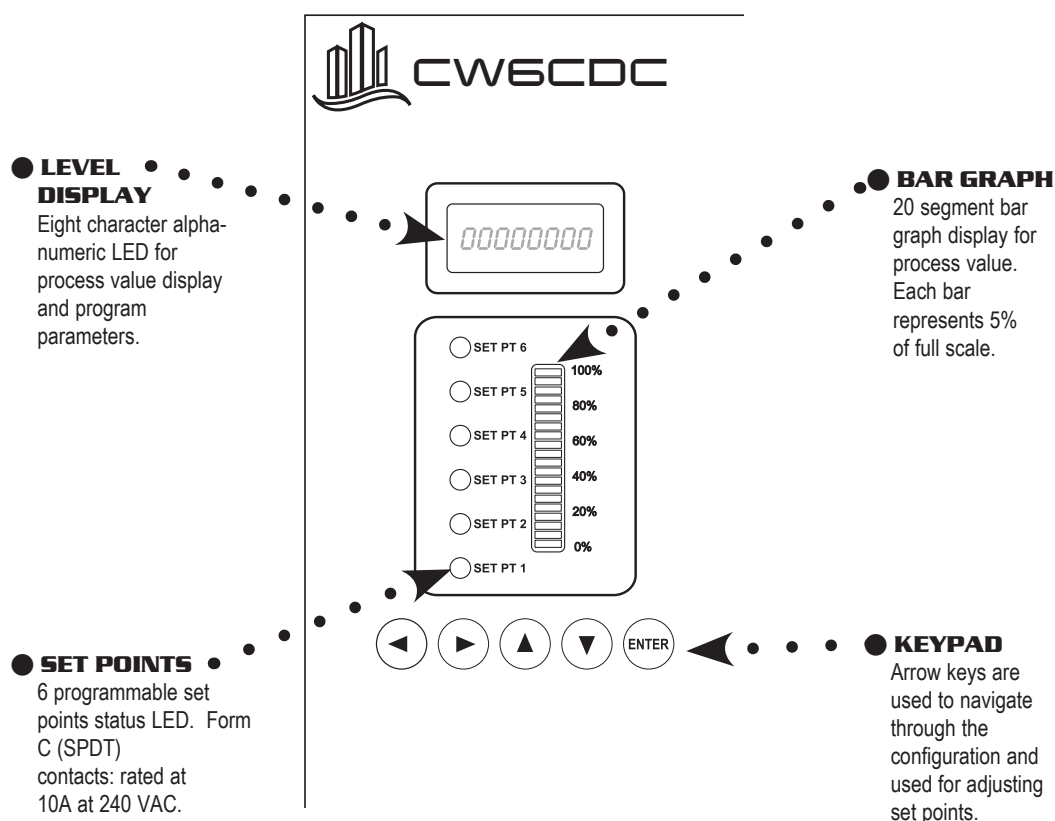 CW6CDC
LEVEL
DISPLAY
Eight character alpha-
numeric LED for
process value display
and program
parameters.
00000000
BAR GRAPH
20 segment bar
graph display for
process value.
Each bar
represents 5%
of full scale.
SET PT 6
SET PT 5
SET PT 4
SET PT 3
SET PT 2
SET PT 1
100%
80%
60%
40%
20%
0%
ENTER
SET POINTS
6 programmable set
points status LED. Form
C (SPDT)
contacts: rated at
10A at 240 VAC.
KEYPAD
Arrow keys are
used to navigate
through the
configuration and
used for adjusting
set points.